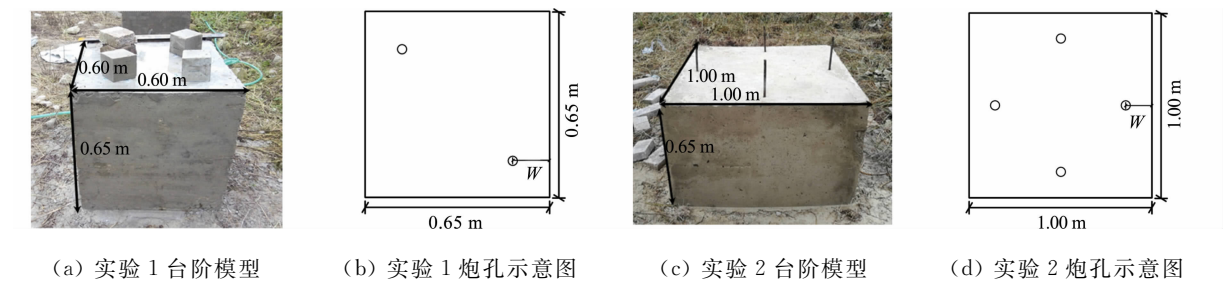 0.60 m
0.60 m
0.65 m
W
0.65 m
0.65 m
1.00 m
1.00 m
0.65 m
W
1.00 m
1.00 m
(a) 实验 1 台阶模型
(b) 实验 1 炮孔示意图
(c) 实验 2 台阶模型
(d) 实验 2 炮孔示意图